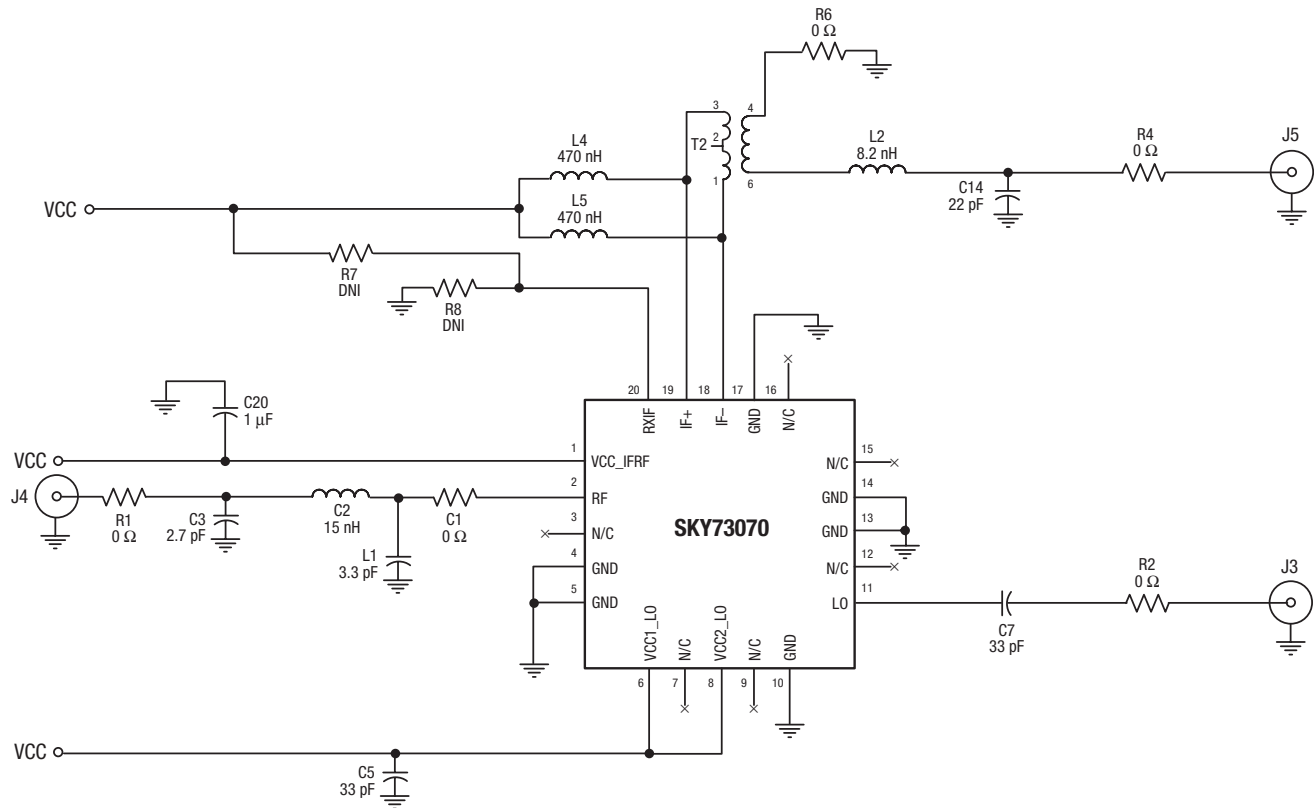 R6
0 Ω
3
4
T2
2
1
6
L4
470 nH
L2
8.2 nH
R4
0 Ω
J5
VCC
L5
470 nH
C14
22 pF
R7
DNI
R8
DNI
20
19
18
17
16
RXIF
IF+
IF–
GND
N/C
C20
1 μF
VCC
1
VCC_IFRF
15
N/C
J4
R1
0 Ω
C3
2.7 pF
C2
15 nH
L1
3.3 pF
C1
0 Ω
2
RF
14
GND
3
N/C
SKY73070
13
GND
4
GND
12
N/C
5
GND
11
LO
C7
33 pF
R2
0 Ω
J3
VCC1_LO
N/C
VCC2_LO
N/C
GND
6
7
8
9
10
VCC
C5
33 pF